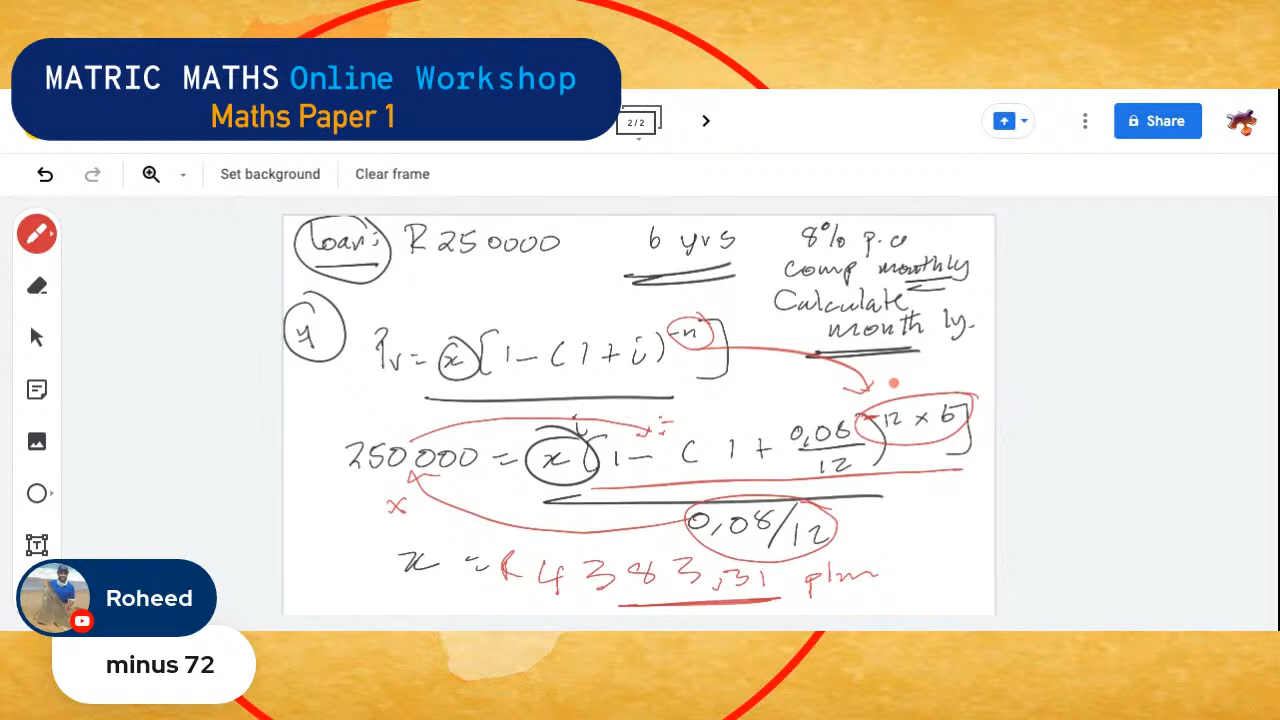 MATRIC MATHS Online Workshop
Maths Paper 1
2/2
Share
Set background
Clear frame
Loan: R 250000 6 yrs 8% p.a
comp monthly
Calculate
monthly.
Pv = x[1-(1+i)^-n]
250000 = x[1-(1+0,08/12)^-12×6]
0,08/12
x
x = R 4383,31 p/m
Roheed
minus 72